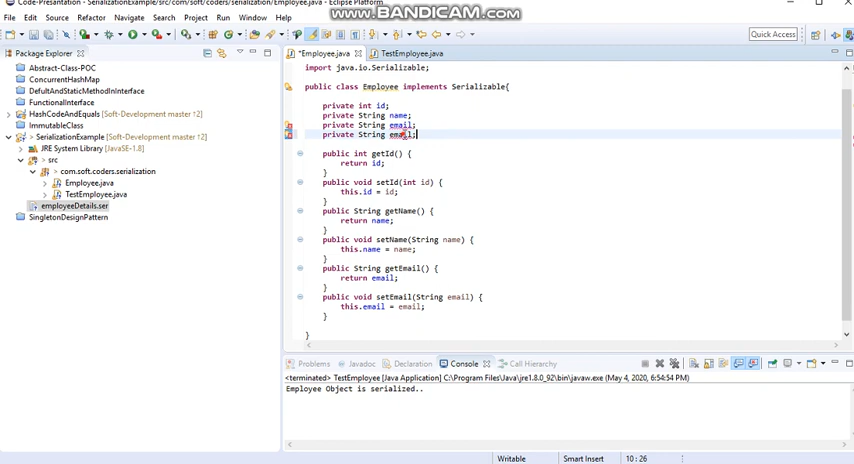 Code-Presantation - SerializationExample/src/com/soft/coders/serialization/Employee.java - Eclipse Platform
www.BANDICAM.com
File Edit Source Refactor Navigate Search Project Run Window Help
Quick Access
Package Explorer
*Employee.java
TestEmployee.java
Abstract-Class-POC
ConcurrentHashMap
DefultAndStaticMethodInInterface
FunctionalInterface
HashCodeAndEquals [Soft-Development master ↑2]
ImmutableClass
SerializationExample [Soft-Development master ↑2]
JRE System Library [JavaSE-1.8]
src
com.soft.coders.serialization
Employee.java
TestEmployee.java
employeeDetails.ser
SingletonDesignPattern
import java.io.Serializable;
public class Employee implements Serializable{
private int id;
private String name;
private String email;
private String email;
public int getId() {
return id;
}
public void setId(int id) {
this.id = id;
}
public String getName() {
return name;
}
public void setName(String name) {
this.name = name;
}
public String getEmail() {
return email;
}
public void setEmail(String email) {
this.email = email;
}
}
Problems
Javadoc
Declaration
Console
Call Hierarchy
<terminated> TestEmployee [Java Application] C:\Program Files\Java\jre1.8.0_92\bin\javaw.exe (May 4, 2020, 6:54:54 PM)
Employee Object is serialized..
Writable
Smart Insert
10 : 26